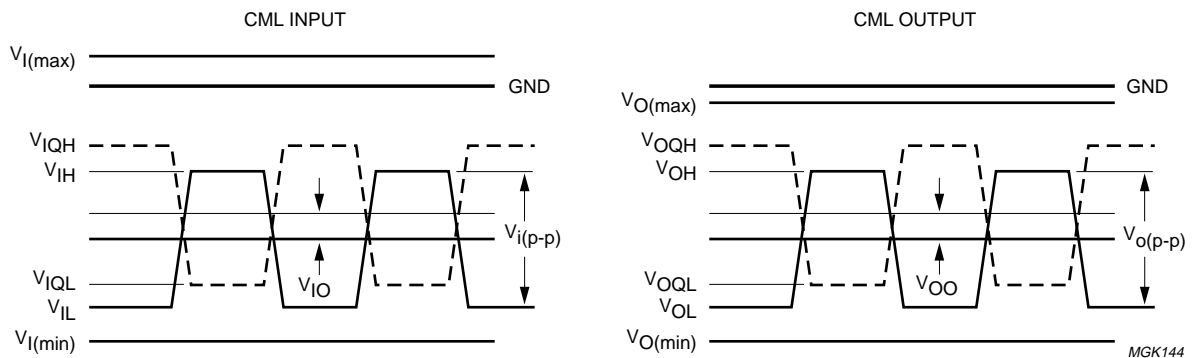 CML INPUT
V_I(max)
GND
V_IQH
V_IH
V_i(p-p)
V_IQL
V_IO
V_IL
V_I(min)
CML OUTPUT
GND
V_O(max)
V_OQH
V_OH
V_o(p-p)
V_OQL
V_OO
V_OL
V_O(min)
MGK144